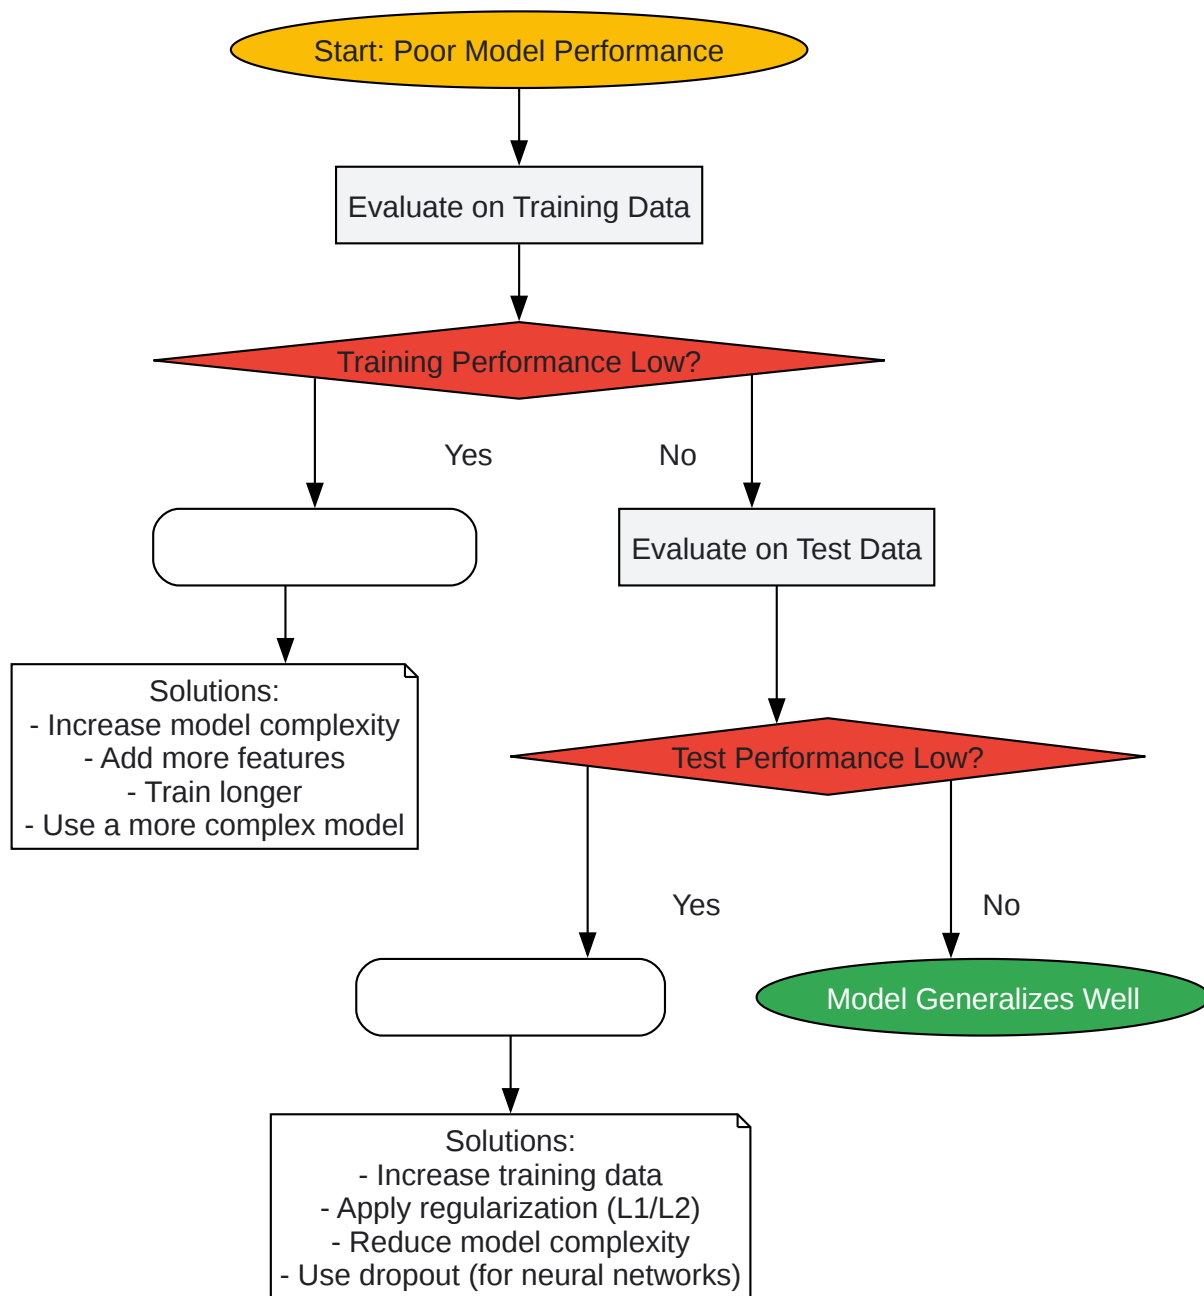 Start: Poor Model Performance
Evaluate on Training Data
Training Performance Low?
Yes
No
Evaluate on Test Data
Solutions:
- Increase model complexity
- Add more features
- Train longer
- Use a more complex model
Test Performance Low?
Yes
No
Model Generalizes Well
Solutions:
- Increase training data
- Apply regularization (L1/L2)
- Reduce model complexity
- Use dropout (for neural networks)